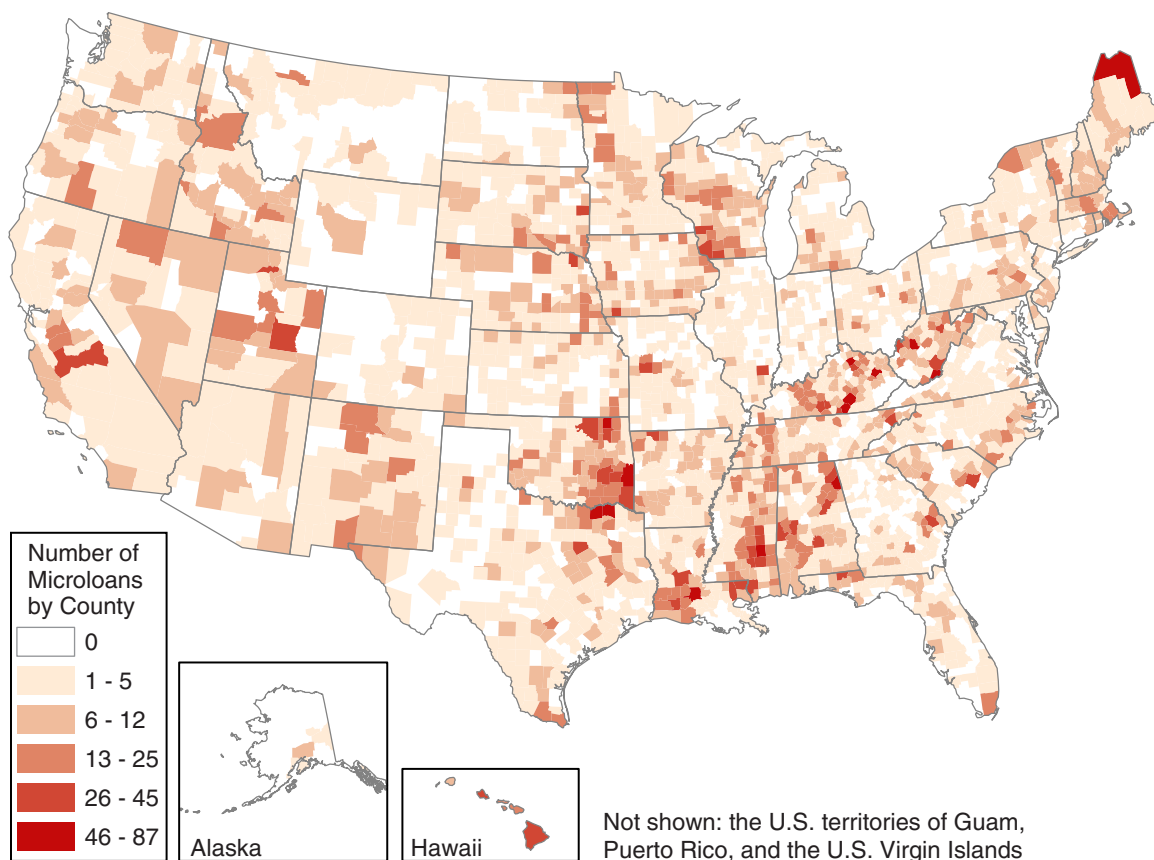 Number of
Microloans
by County
0
1 - 5
6 - 12
13 - 25
26 - 45
46 - 87
Alaska
Hawaii
Not shown: the U.S. territories of Guam,
Puerto Rico, and the U.S. Virgin Islands